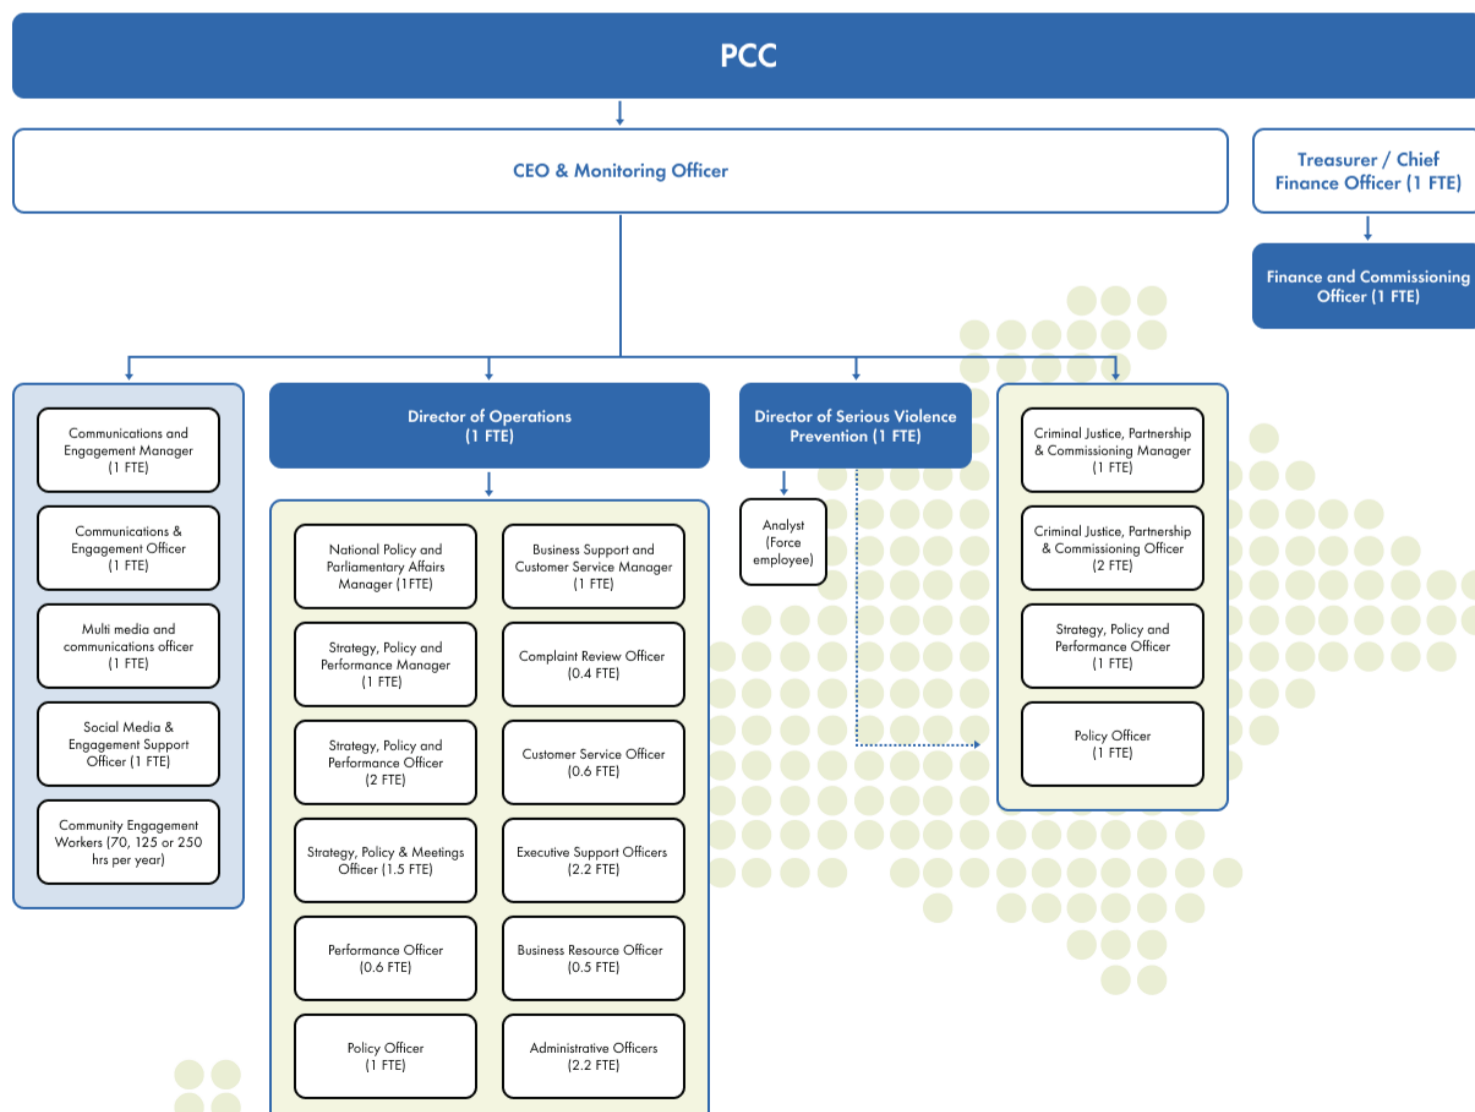 PCC
CEO & Monitoring Officer
Treasurer / Chief
Finance Officer (1 FTE)
Finance and Commissioning
Officer (1 FTE)
Communications and
Engagement Manager
(1 FTE)
Communications &
Engagement Officer
(1 FTE)
Multi media and
communications officer
(1 FTE)
Social Media &
Engagement Support
Officer (1 FTE)
Community Engagement
Workers (70, 125 or 250
hrs per year)
Director of Operations
(1 FTE)
National Policy and
Parliamentary Affairs
Manager (1FTE)
Strategy, Policy and
Performance Manager
(1 FTE)
Strategy, Policy and
Performance Officer
(2 FTE)
Strategy, Policy & Meetings
Officer (1.5 FTE)
Performance Officer
(0.6 FTE)
Policy Officer
(1 FTE)
Business Support and
Customer Service Manager
(1 FTE)
Complaint Review Officer
(0.4 FTE)
Customer Service Officer
(0.6 FTE)
Executive Support Officers
(2.2 FTE)
Business Resource Officer
(0.5 FTE)
Administrative Officers
(2.2 FTE)
Director of Serious Violence
Prevention (1 FTE)
Analyst
(Force
employee)
Criminal Justice, Partnership
& Commissioning Manager
(1 FTE)
Criminal Justice, Partnership
& Commissioning Officer
(2 FTE)
Strategy, Policy and
Performance Officer
(1 FTE)
Policy Officer
(1 FTE)